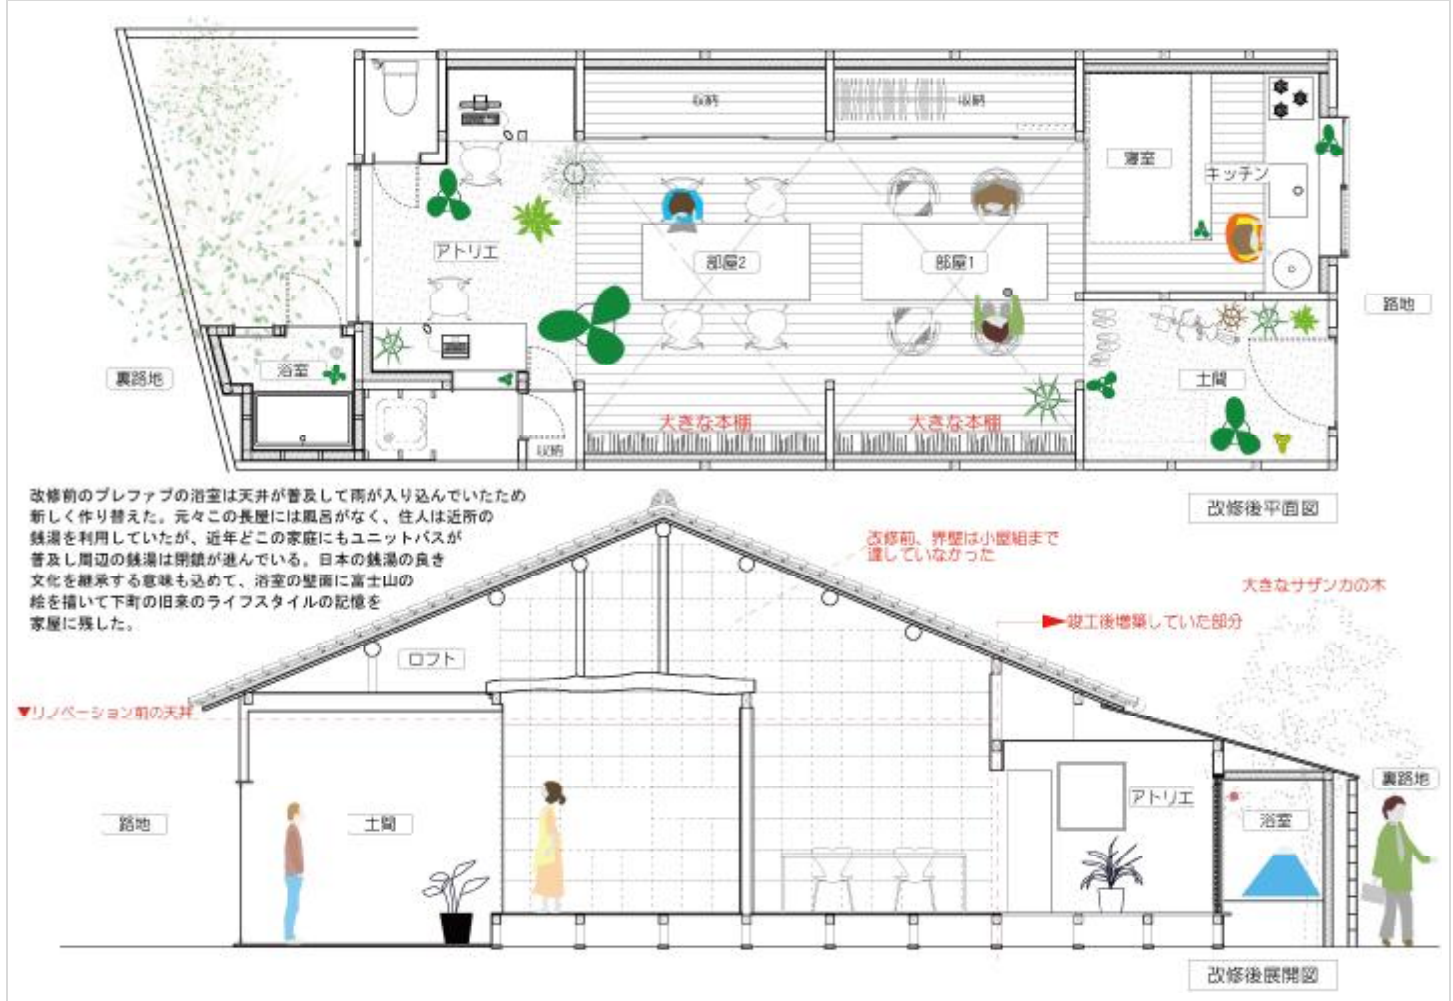 収納
収納
寝室
キッチン
アトリエ
部屋2
部屋1
路地
裏路地
浴室
土間
大きな本棚
大きな本棚
収納
改修前のプレファブの浴室は天井が普及して雨が入り込んでいたため
新しく作り替えた。元々この長屋には風呂がなく、住人は近所の
銭湯を利用していたが、近年どこの家庭にもユニットバスが
普及し周辺の銭湯は閉鎖が進んでいる。日本の銭湯の良き
文化を継承する意味も込めて、浴室の壁面に富士山の
絵を描いて下町の旧来のライフスタイルの記憶を
家屋に残した。
改修後平面図
改修前、界壁は小屋組まで
達していなかった
大きなサザンカの木
▶竣工後増築していた部分
ロフト
▼リノベーション前の天井
裏路地
アトリエ
路地
土間
浴室
改修後展開図